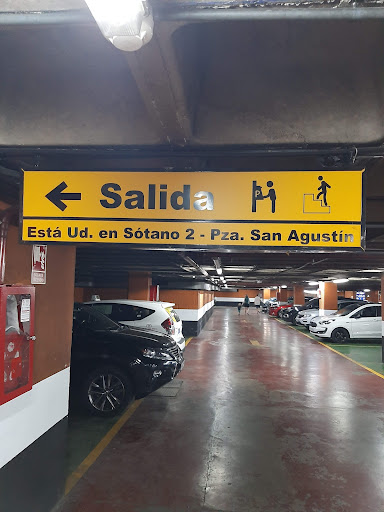 ← Salida P
Está Ud. en Sótano 2 - Pza. San Agustín